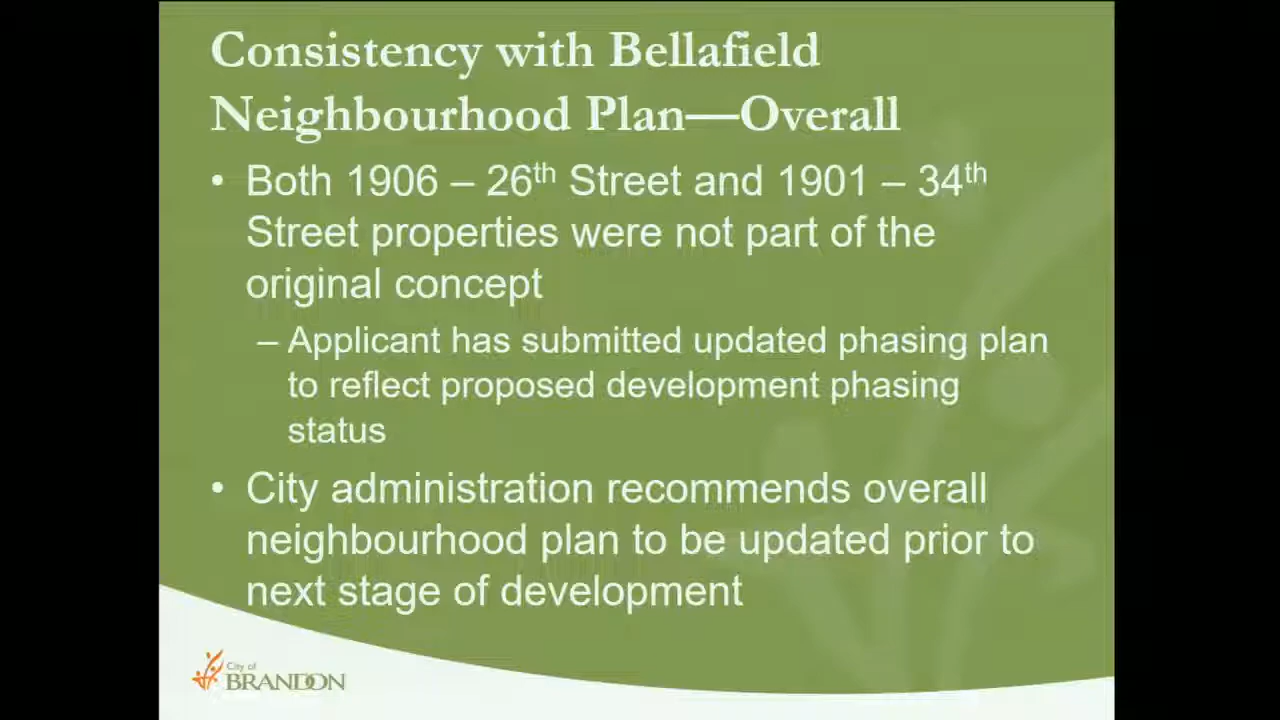 Consistency with Bellafield
Neighbourhood Plan—Overall
• Both 1906 – 26th Street and 1901 – 34th
Street properties were not part of the
original concept
– Applicant has submitted updated phasing plan
to reflect proposed development phasing
status
• City administration recommends overall
neighbourhood plan to be updated prior to
next stage of development
City of
BRANDON